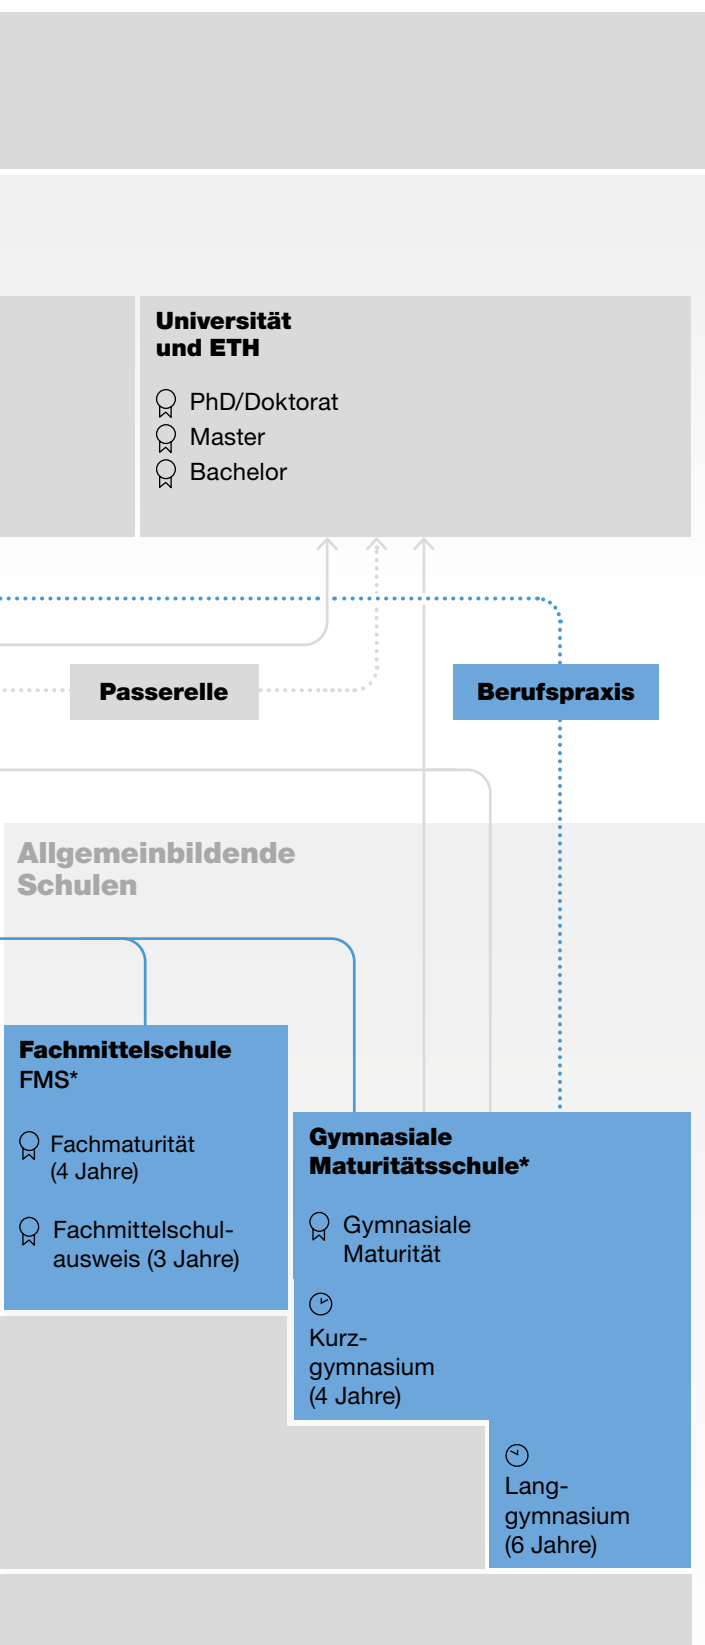 Universität
und ETH
PhD/Doktorat
Master
Bachelor
Passerelle
Berufspraxis
Allgemeinbildende
Schulen
Fachmittelschule
FMS*
Fachmaturität
(4 Jahre)
Fachmittelschul-
ausweis (3 Jahre)
Gymnasiale
Maturitätsschule*
Gymnasiale
Maturität
Kurz-
gymnasium
(4 Jahre)
Lang-
gymnasium
(6 Jahre)